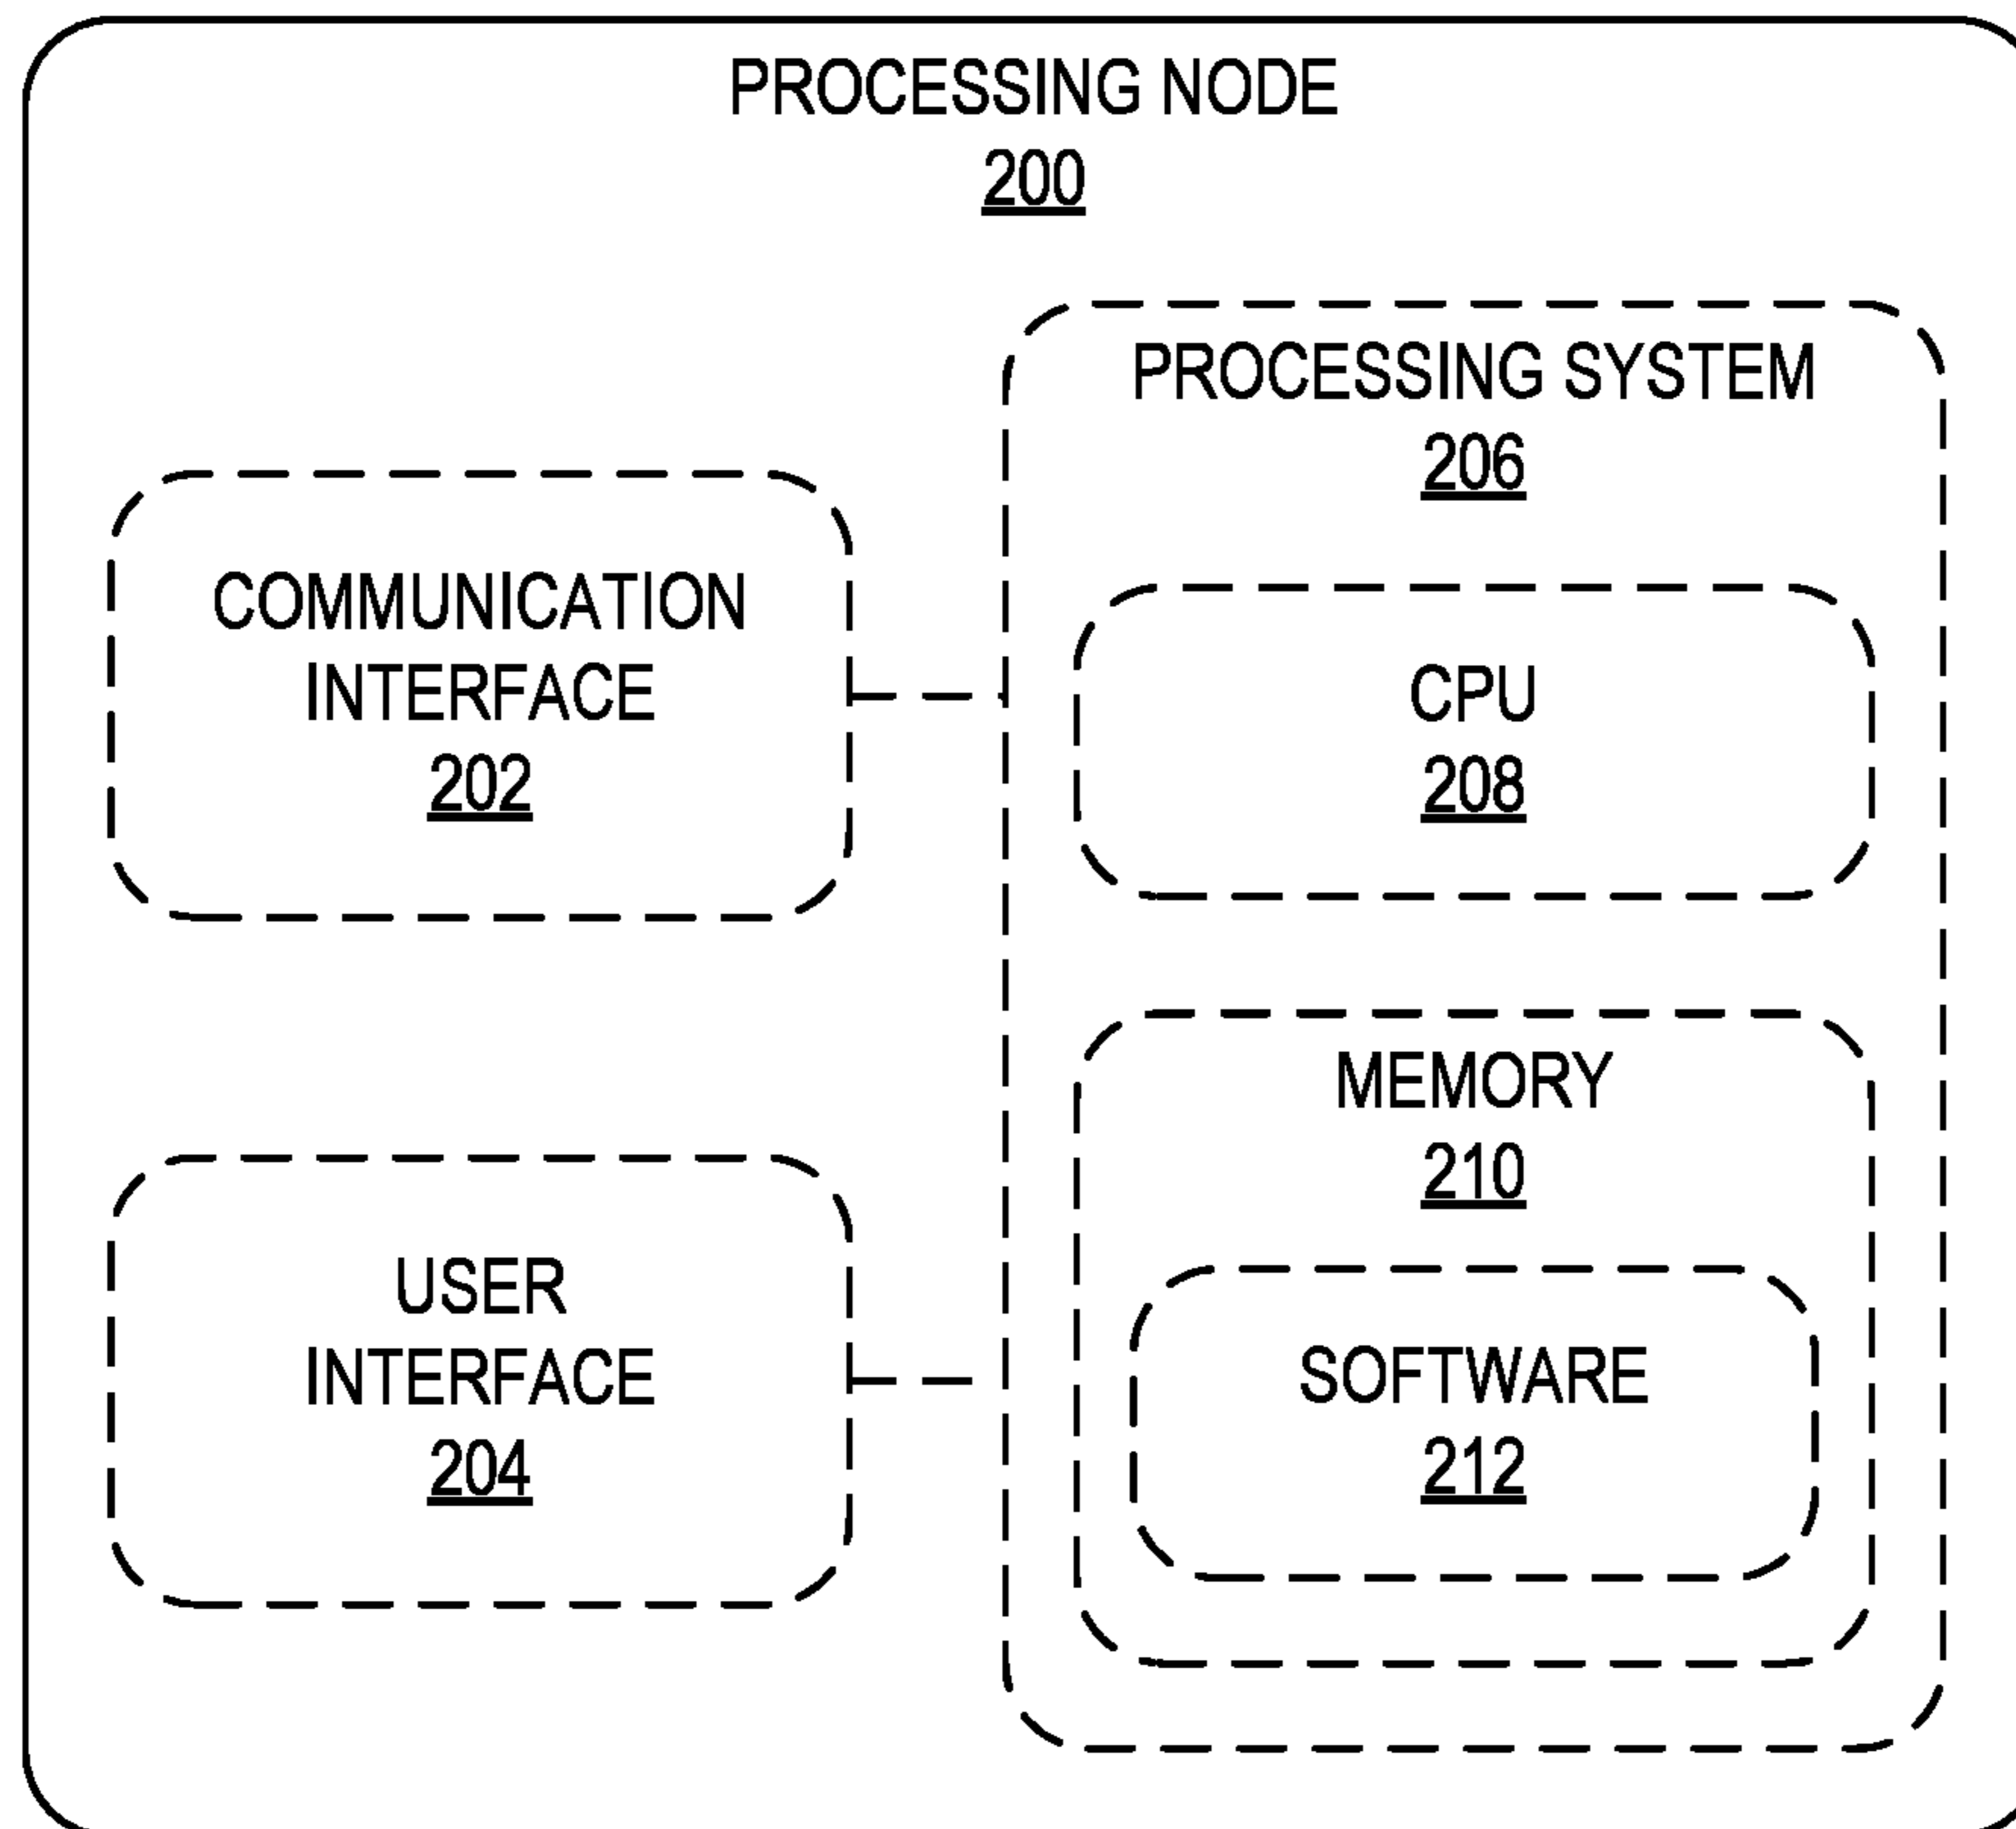 PROCESSING NODE
200
PROCESSING SYSTEM
206
COMMUNICATION
INTERFACE
202
CPU
208
MEMORY
210
USER
INTERFACE
204
SOFTWARE
212